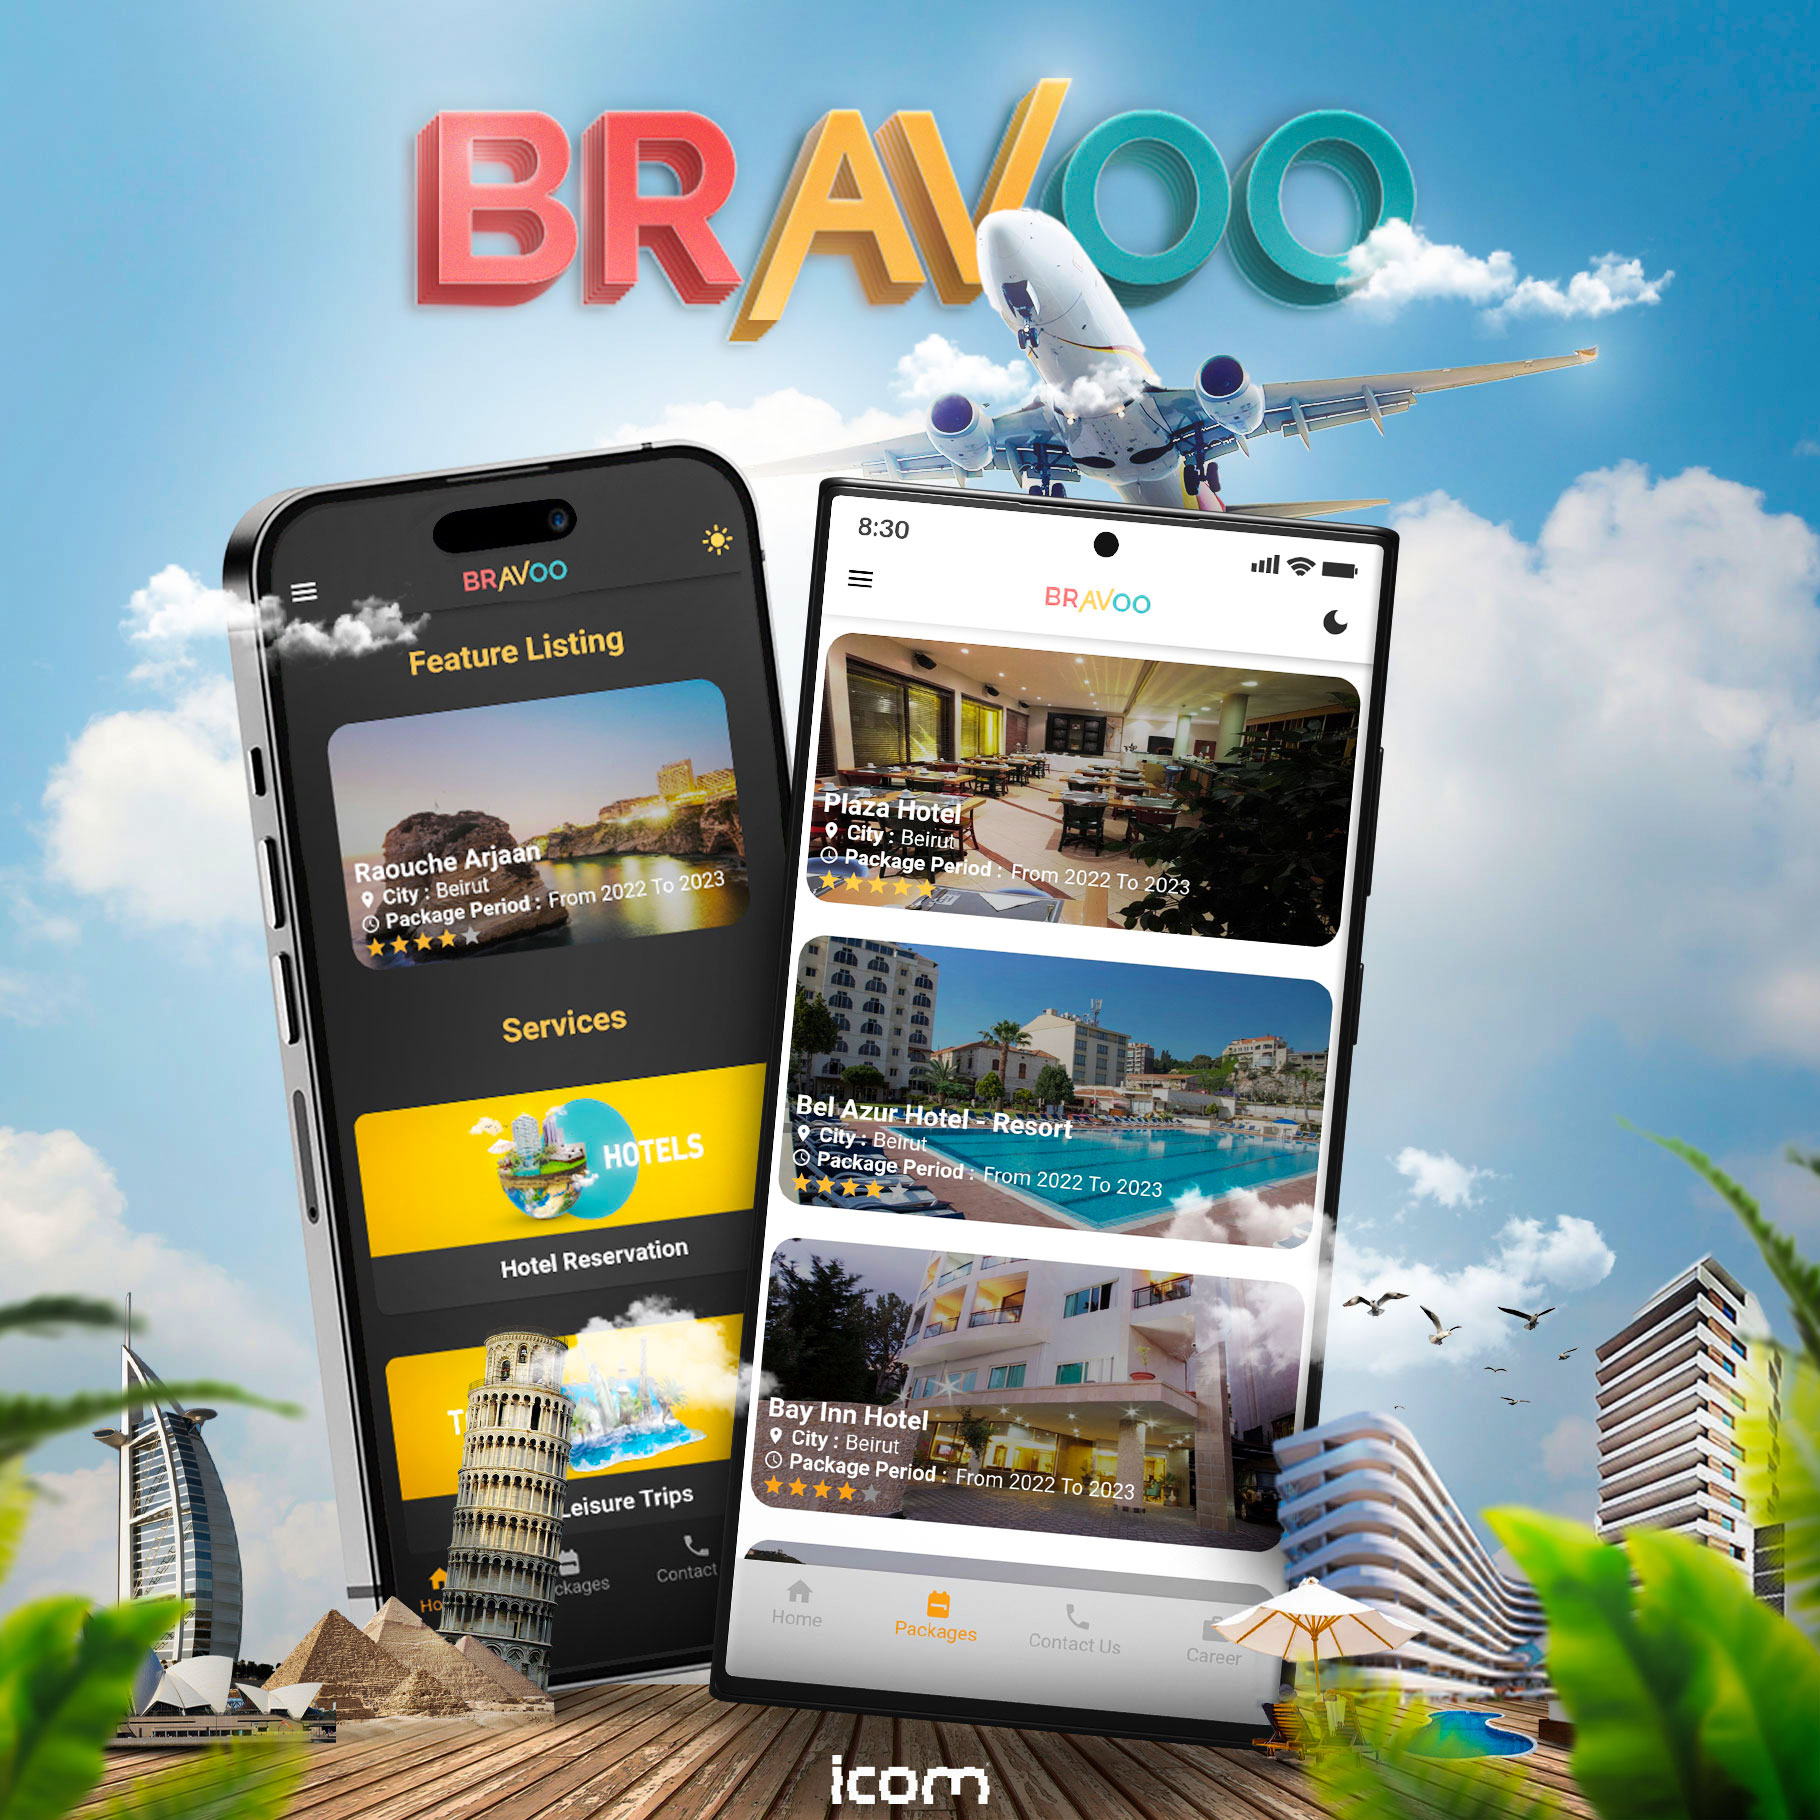 BRAVOO
BRAVOO
Feature Listing
Raouche Arjaan
City : Beirut
Package Period : From 2022 To 2023
Services
HOTELS
Hotel Reservation
Leisure Trips
Contact
8:30
BRAVOO
Plaza Hotel
City : Beirut
Package Period : From 2022 To 2023
Bel Azur Hotel - Resort
City : Beirut
Package Period : From 2022 To 2023
Bay Inn Hotel
City : Beirut
Package Period : From 2022 To 2023
Home
Packages
Contact Us
Career
icom